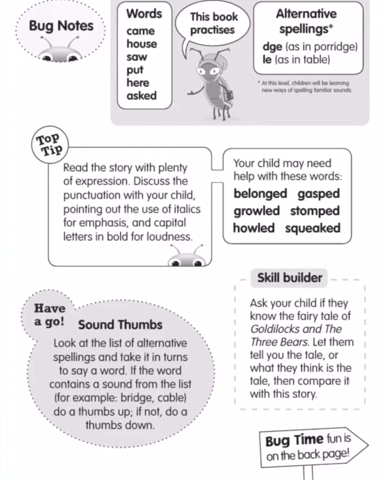 Bug Notes
Words
came
house
saw
put
here
asked
This book
practises
Alternative
spellings*
dge (as in porridge)
le (as in table)
* At this level, children will be learning
new ways of spelling familiar sounds.
Top
Tip
Read the story with plenty
of expression. Discuss the
punctuation with your child,
pointing out the use of italics
for emphasis, and capital
letters in bold for loudness.
Your child may need
help with these words:
belonged gasped
growled stomped
howled squeaked
Have
a go!
Sound Thumbs
Look at the list of alternative
spellings and take it in turns
to say a word. If the word
contains a sound from the list
(for example: bridge, cable)
do a thumbs up; if not, do a
thumbs down.
Skill builder
Ask your child if they
know the fairy tale of
Goldilocks and The
Three Bears. Let them
tell you the tale, or
what they think is the
tale, then compare it
with this story.
Bug Time fun is
on the back page!